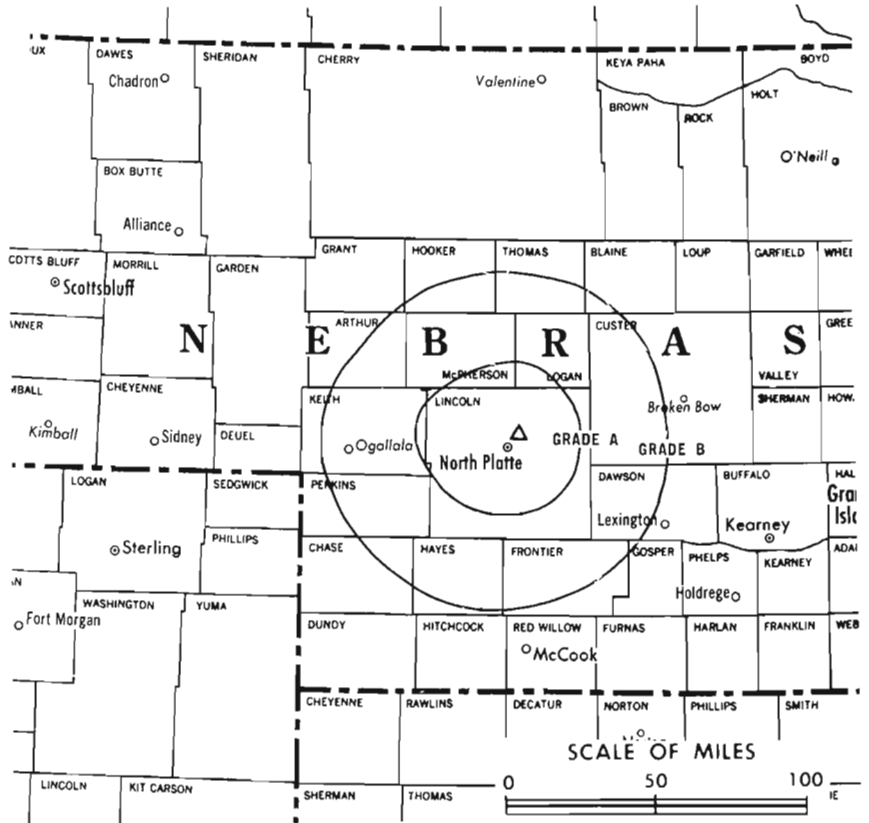 DAWES
SHERIDAN
CHERRY
KEYA PAHA
BOYD
Chadron
Valentine
HOLT
BROWN
ROCK
O'Neill
BOX BUTTE
Alliance
GRANT
HOOKER
THOMAS
BLAINE
LOUP
GARFIELD
MORRILL
GARDEN
Scottsbluff
ARTHUR
CUSTER
N E B R A S
McPHERSON
LOGAN
VALLEY
CHEYENNE
KEITH
LINCOLN
SHERMAN
Broken Bow
Kimball
Sidney
DEUEL
Ogallala
GRADE A
GRADE B
North Platte
LOGAN
SEDGWICK
PERKINS
DAWSON
BUFFALO
Lexington
Kearney
Sterling
PHILLIPS
CHASE
HAYES
FRONTIER
GOSPER
PHELPS
KEARNEY
Holdrege
WASHINGTON
YUMA
Fort Morgan
DUNDY
HITCHCOCK
RED WILLOW
FURNAS
HARLAN
FRANKLIN
McCook
CHEYENNE
RAWLINS
DECATUR
NORTON
PHILLIPS
SMITH
SCALE OF MILES
0 50 100
LINCOLN
KIT CARSON
SHERMAN
THOMAS